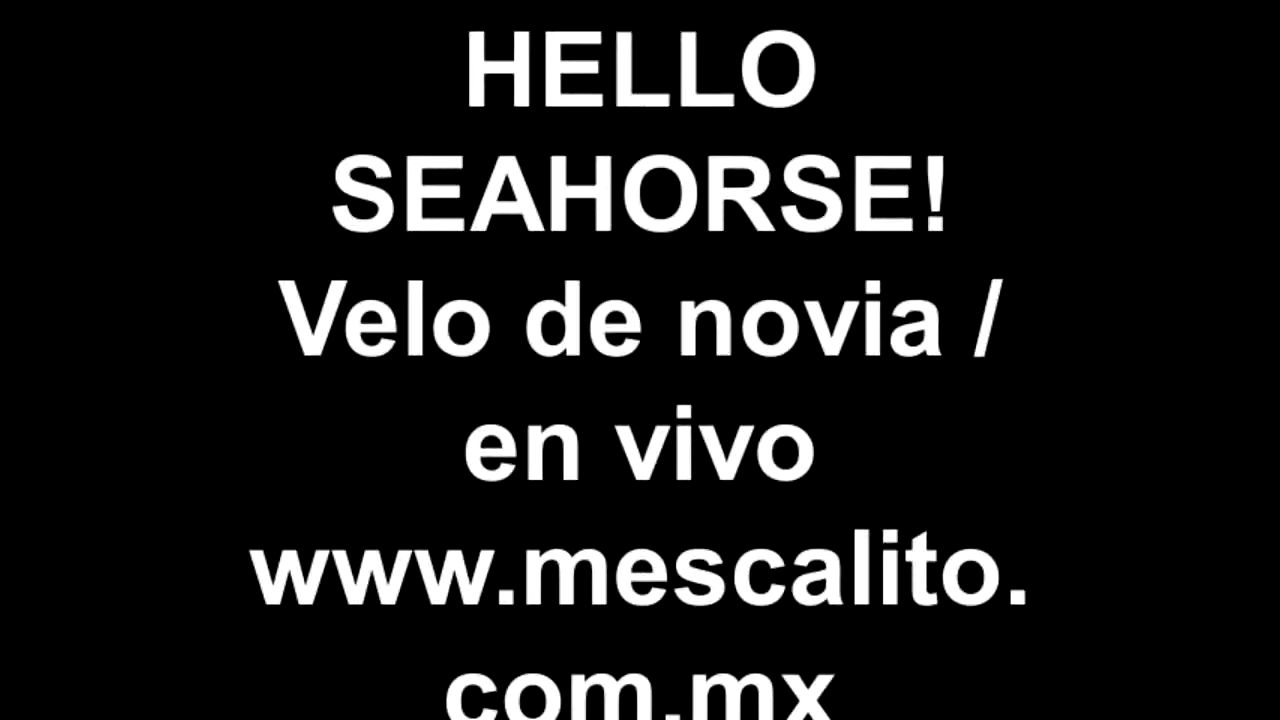 HELLO
SEAHORSE!
Velo de novia /
en vivo
www.mescalito.
com.mx